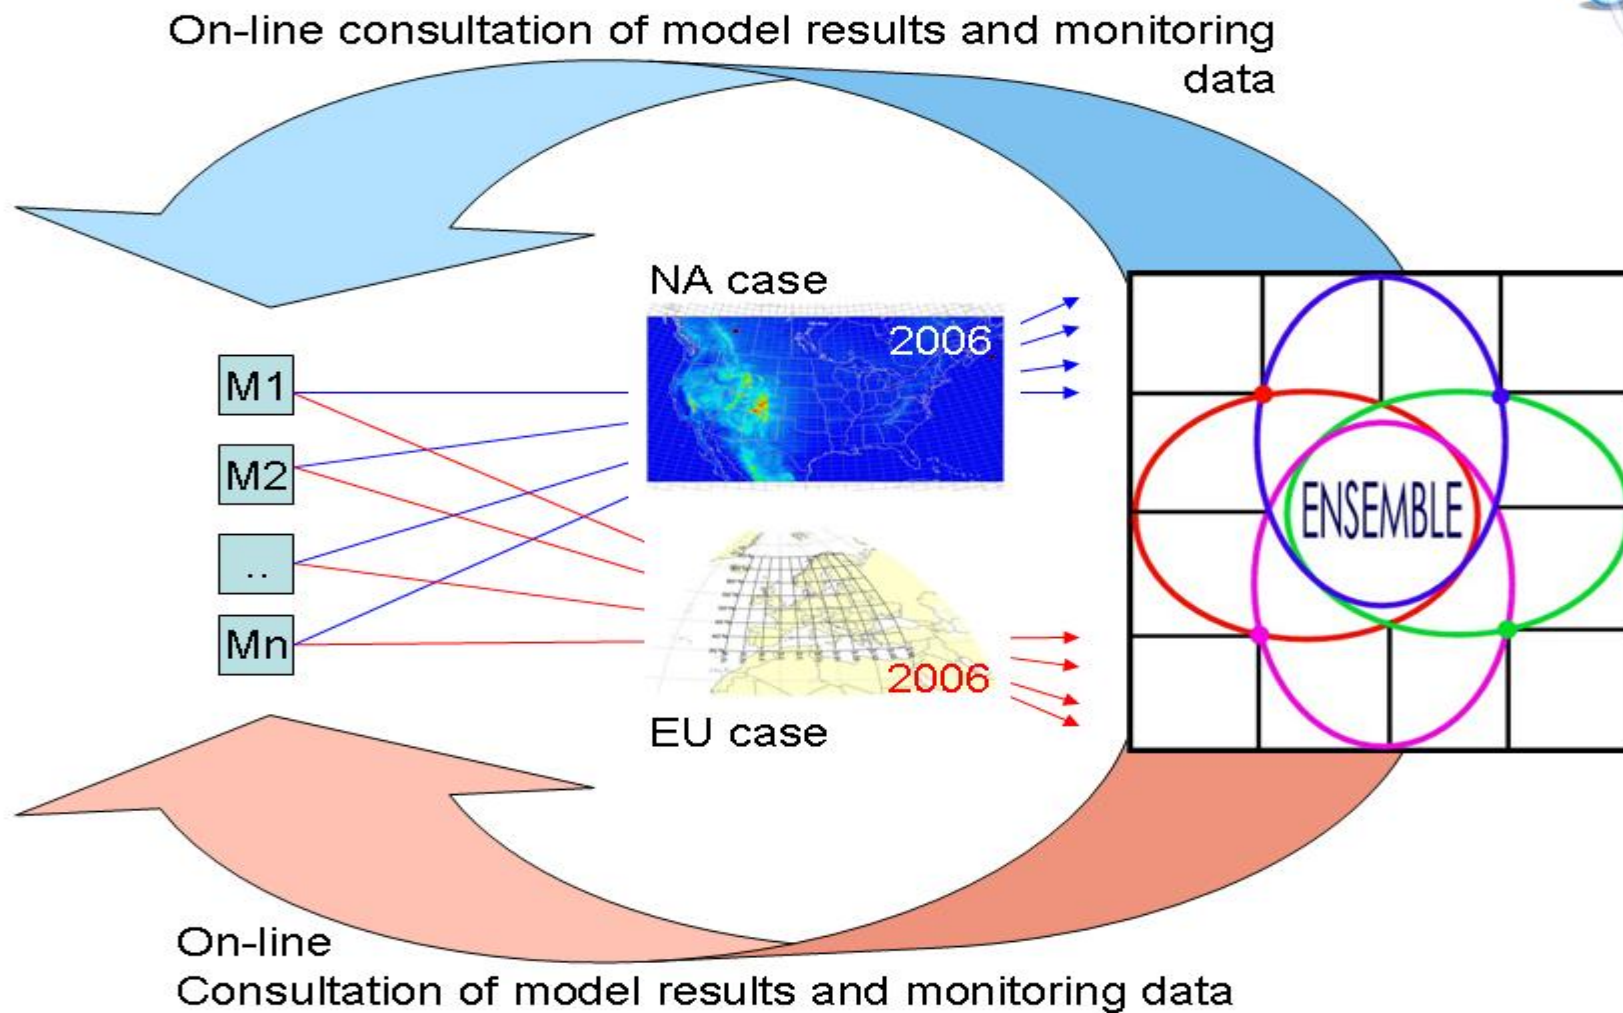 On-line consultation of model results and monitoring
data
NA case
2006
M1
M2
..
Mn
ENSEMBLE
2006
EU case
On-line
Consultation of model results and monitoring data